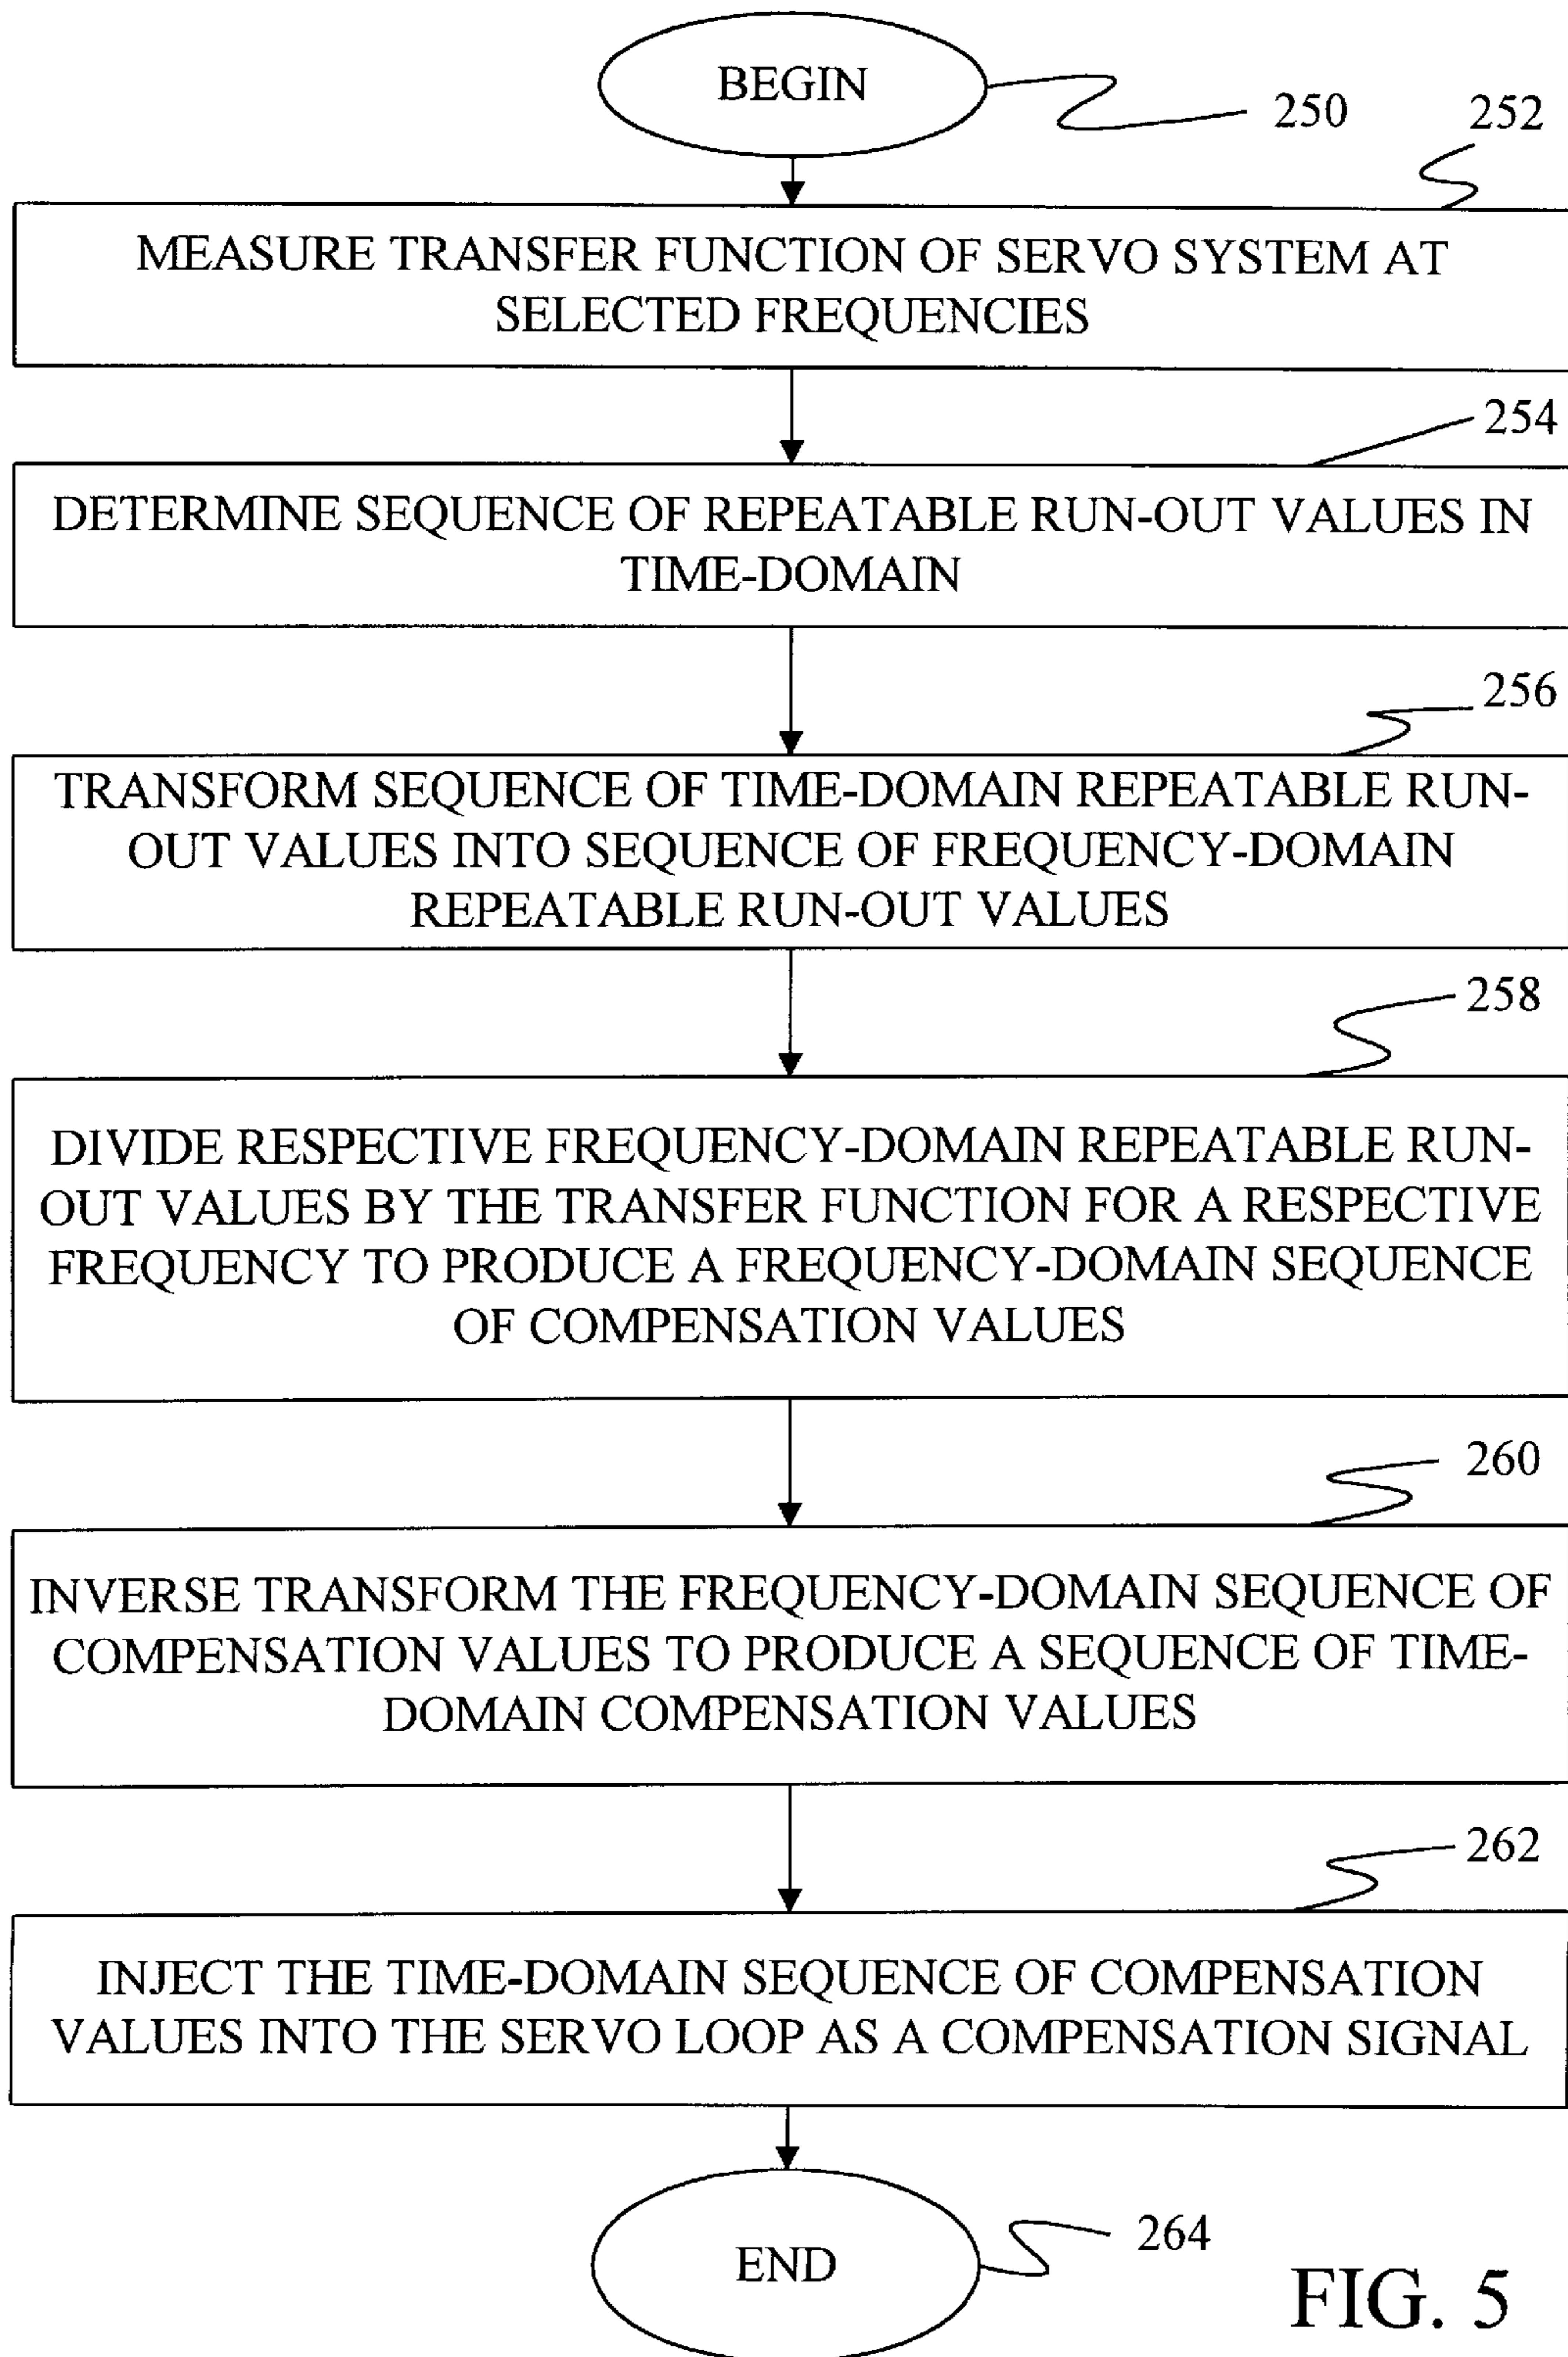 BEGIN
250
252
MEASURE TRANSFER FUNCTION OF SERVO SYSTEM AT
SELECTED FREQUENCIES
254
DETERMINE SEQUENCE OF REPEATABLE RUN-OUT VALUES IN
TIME-DOMAIN
256
TRANSFORM SEQUENCE OF TIME-DOMAIN REPEATABLE RUN-
OUT VALUES INTO SEQUENCE OF FREQUENCY-DOMAIN
REPEATABLE RUN-OUT VALUES
258
DIVIDE RESPECTIVE FREQUENCY-DOMAIN REPEATABLE RUN-
OUT VALUES BY THE TRANSFER FUNCTION FOR A RESPECTIVE
FREQUENCY TO PRODUCE A FREQUENCY-DOMAIN SEQUENCE
OF COMPENSATION VALUES
260
INVERSE TRANSFORM THE FREQUENCY-DOMAIN SEQUENCE OF
COMPENSATION VALUES TO PRODUCE A SEQUENCE OF TIME-
DOMAIN COMPENSATION VALUES
262
INJECT THE TIME-DOMAIN SEQUENCE OF COMPENSATION
VALUES INTO THE SERVO LOOP AS A COMPENSATION SIGNAL
END
264
FIG. 5